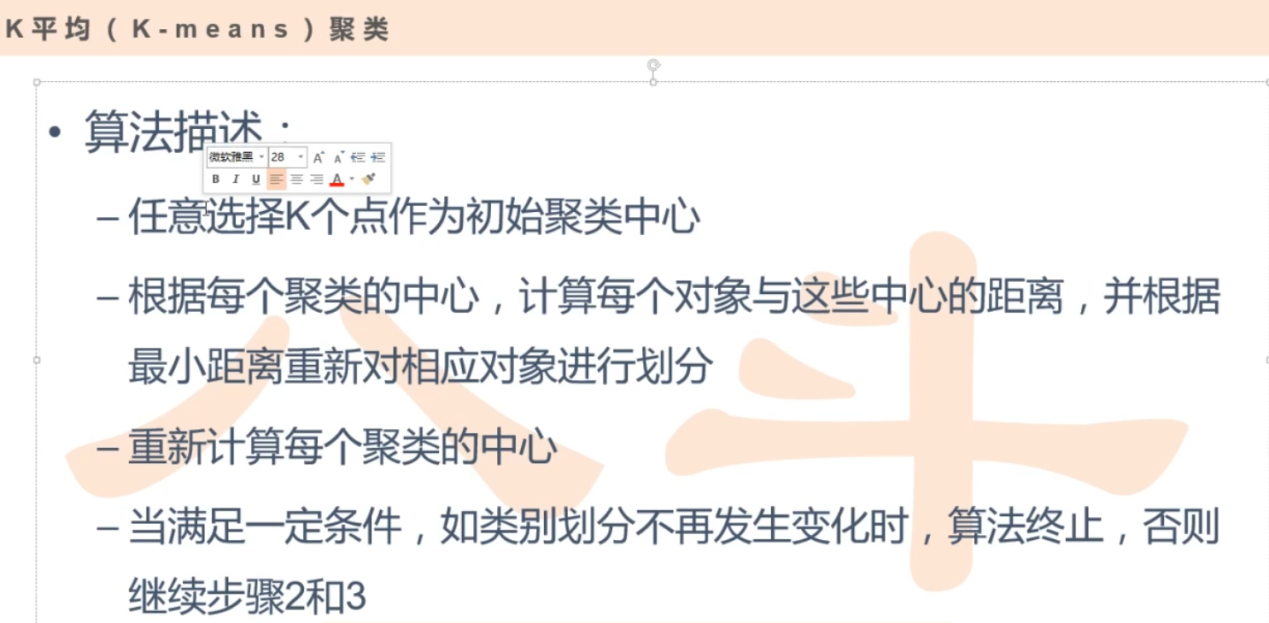 K平均（K-means）聚类
• 算法描述：
微软雅黑 28 A A
B I U A
– 任意选择K个点作为初始聚类中心
– 根据每个聚类的中心，计算每个对象与这些中心的距离，并根据
最小距离重新对相应对象进行划分
– 重新计算每个聚类的中心
– 当满足一定条件，如类别划分不再发生变化时，算法终止，否则
继续步骤2和3
八斗